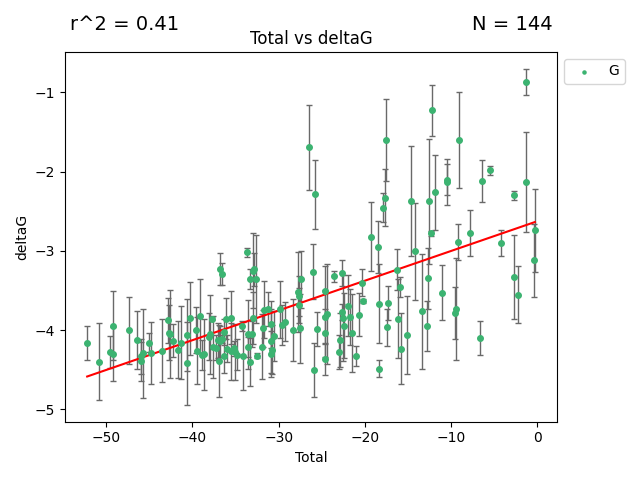 r^2 = 0.41
N = 144
Total vs deltaG
G
−1
−2
−3
−4
−5
deltaG
−50 −40 −30 −20 −10 0
Total